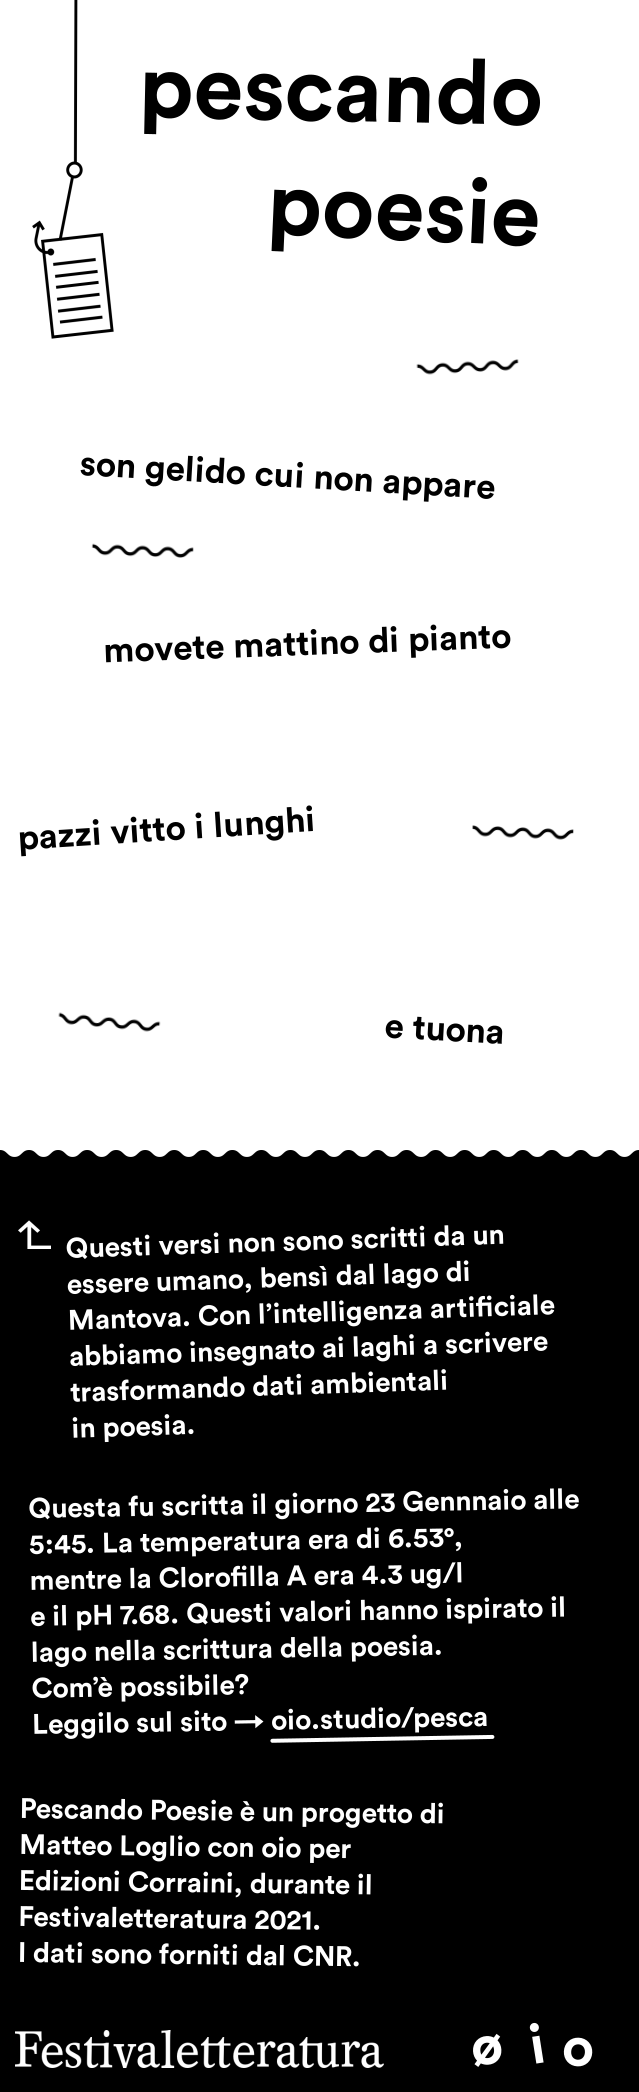 pescando
poesie
son gelido cui non appare
movete mattino di pianto
pazzi vitto i lunghi
e tuona
Questi versi non sono scritti da un
essere umano, bensì dal lago di
Mantova. Con l’intelligenza artificiale
abbiamo insegnato ai laghi a scrivere
trasformando dati ambientali
in poesia.
Questa fu scritta il giorno 23 Gennnaio alle
5:45. La temperatura era di 6.53°,
mentre la Clorofilla A era 4.3 ug/l
e il pH 7.68. Questi valori hanno ispirato il
lago nella scrittura della poesia.
Com’è possibile?
Leggilo sul sito → oio.studio/pesca
Pescando Poesie è un progetto di
Matteo Loglio con oio per
Edizioni Corraini, durante il
Festivaletteratura 2021.
I dati sono forniti dal CNR.
Festivaletteratura øio